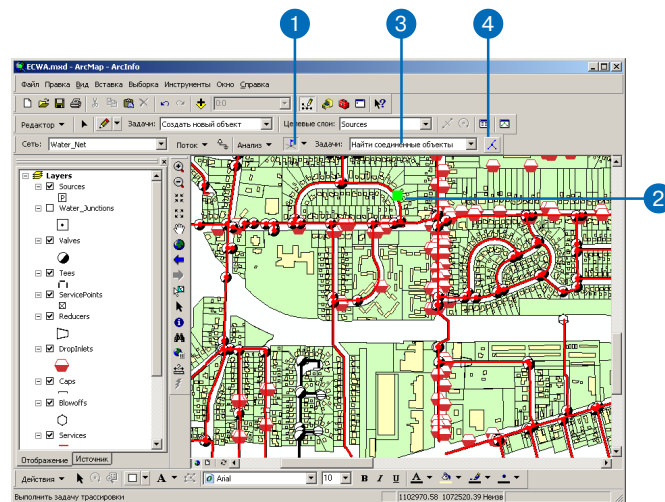 1
3
4
ECWA.mxd - ArcMap - ArcInfo
Файл Правка Вид Вставка Выборка Инструменты Окно Справка
0:0
Редактор Задачи: Создать новый объект Целевые слои: Sources
Сеть: Water_Net Поток Анализ Задачи: Найти соединенные объекты
2
Layers
Sources
Water_Junctions
Valves
Tees
ServicePoints
Reducers
DropInlets
Caps
Blowoffs
Services
Отображение Источник
Действия A Arial 10 B I U A
Выполнить задачу трассировки 1102970.58 1072520.39 Неизв